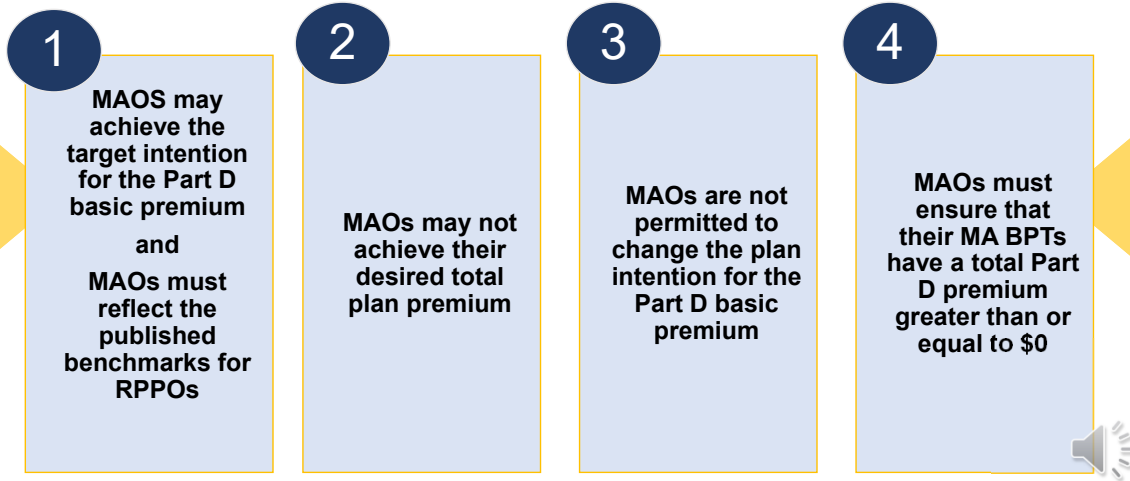 1
MAOS may
achieve the
target intention
for the Part D
basic premium
and
MAOs must
reflect the
published
benchmarks for
RPPOs
2
MAOs may not
achieve their
desired total
plan premium
3
MAOs are not
permitted to
change the plan
intention for the
Part D basic
premium
4
MAOs must
ensure that
their MA BPTs
have a total Part
D premium
greater than or
equal to $0